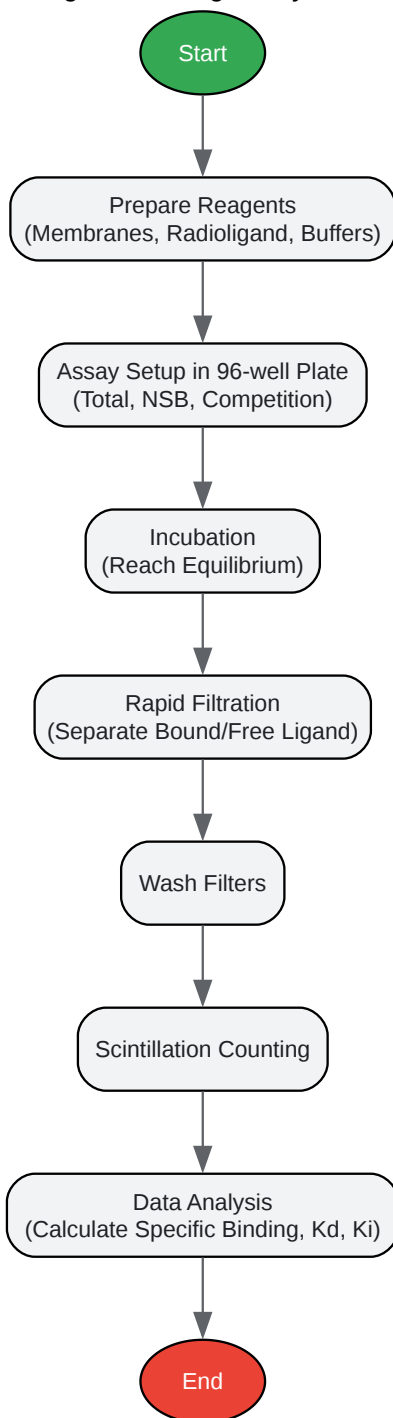 Start
Prepare Reagents
(Membranes, Radioligand, Buffers)
Assay Setup in 96-well Plate
(Total, NSB, Competition)
Incubation
(Reach Equilibrium)
Rapid Filtration
(Separate Bound/Free Ligand)
Wash Filters
Scintillation Counting
Data Analysis
(Calculate Specific Binding, Kd, Ki)
End